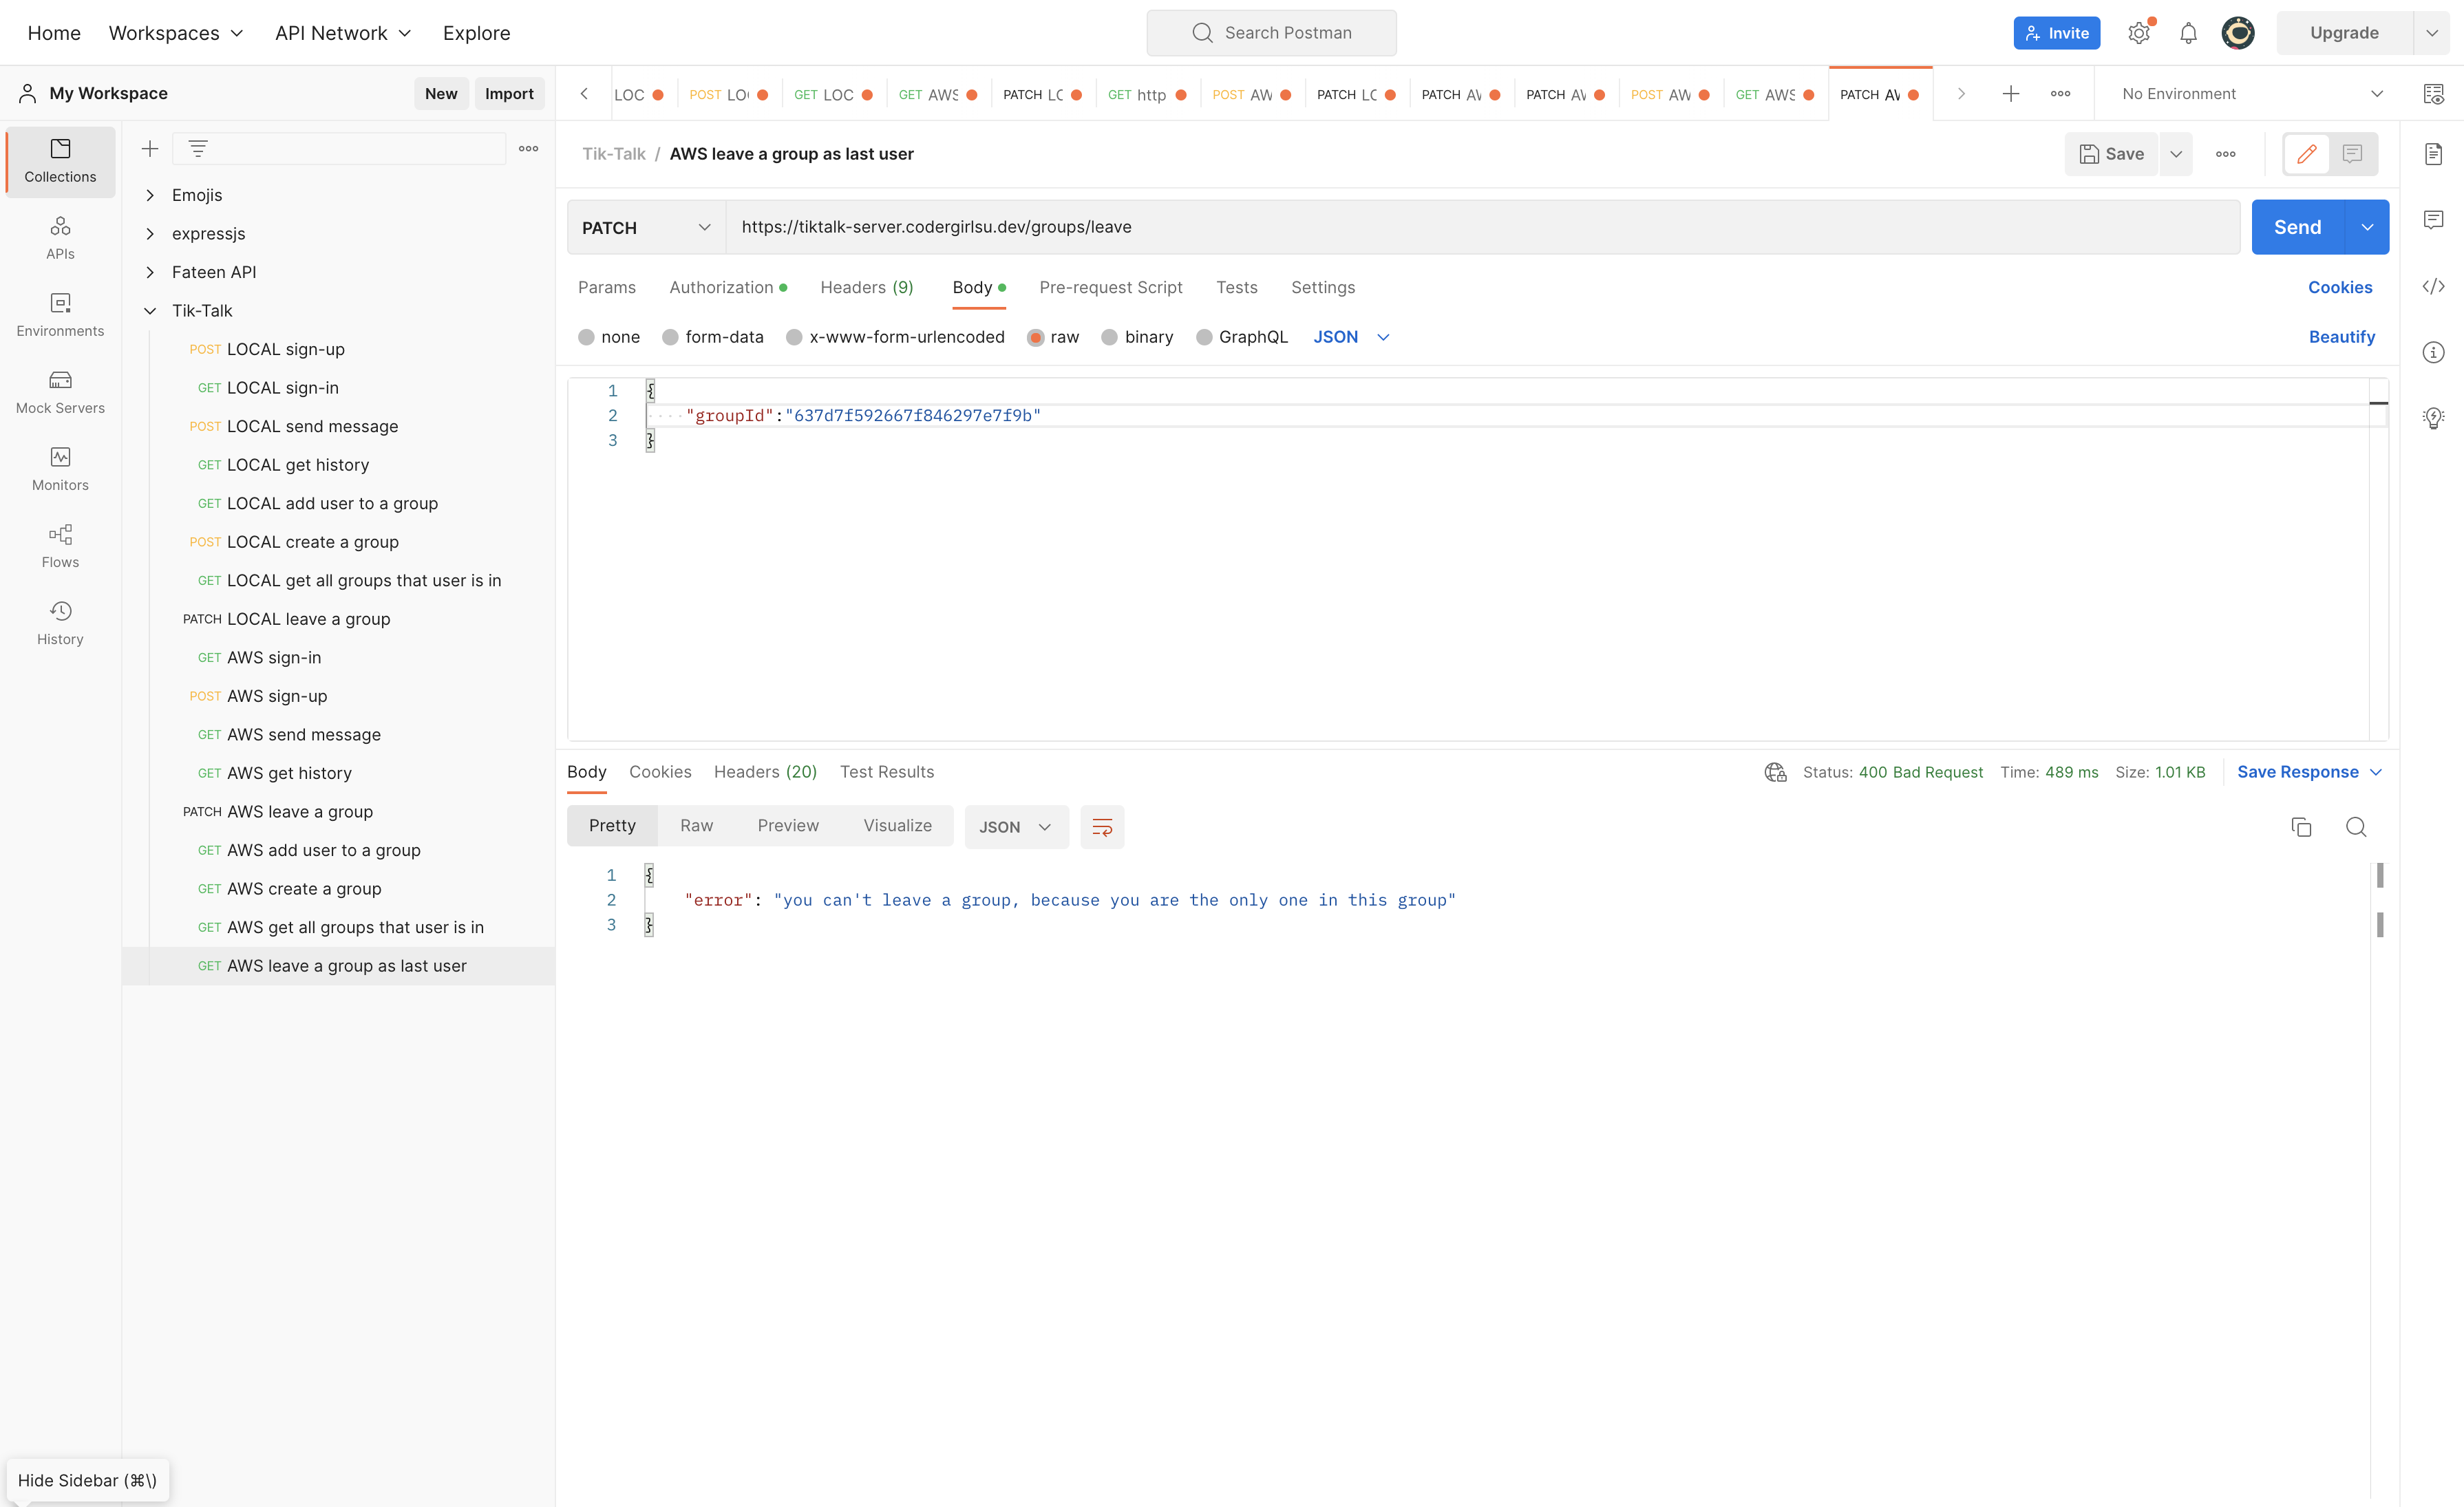 Home Workspaces API Network Explore Search Postman Invite Upgrade
My Workspace New Import
LOC POST LO GET LOC GET AWS PATCH LC GET http POST AW PATCH LC PATCH AV PATCH AV POST AW GET AWS PATCH AV No Environment
Collections
APIs
Environments
Mock Servers
Monitors
Flows
History
Emojis
expressjs
Fateen API
Tik-Talk
POST LOCAL sign-up
GET LOCAL sign-in
POST LOCAL send message
GET LOCAL get history
GET LOCAL add user to a group
POST LOCAL create a group
GET LOCAL get all groups that user is in
PATCH LOCAL leave a group
GET AWS sign-in
POST AWS sign-up
GET AWS send message
GET AWS get history
PATCH AWS leave a group
GET AWS add user to a group
GET AWS create a group
GET AWS get all groups that user is in
GET AWS leave a group as last user
Hide Sidebar (⌘\)
Tik-Talk / AWS leave a group as last user Save
PATCH https://tiktalk-server.codergirlsu.dev/groups/leave Send
Params Authorization Headers (9) Body Pre-request Script Tests Settings Cookies
none form-data x-www-form-urlencoded raw binary GraphQL JSON Beautify
1 {
2 "groupId":"637d7f592667f846297e7f9b"
3 }
Body Cookies Headers (20) Test Results Status: 400 Bad Request Time: 489 ms Size: 1.01 KB Save Response
Pretty Raw Preview Visualize JSON
1 {
2 "error": "you can't leave a group, because you are the only one in this group"
3 }